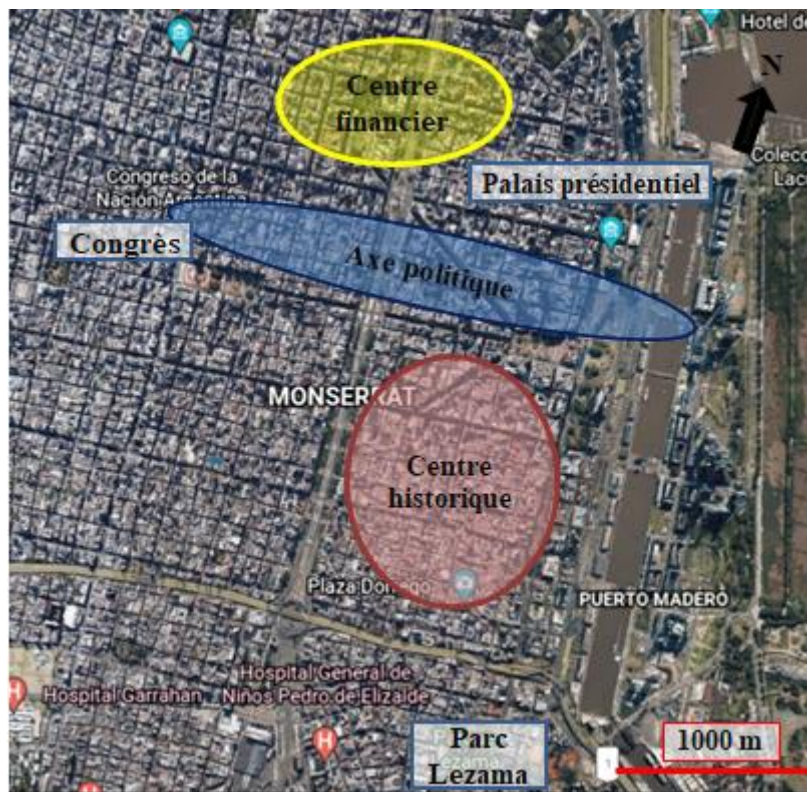 Hotel de
Centre
financier
N
Colecc
Lac
Congreso de la
Nación Argentina
Palais présidentiel
Congrès
Axe politique
MONSERRAT
Centre
historique
Plaza Dorrego
PUERTO MADERO
Hospital General de
Niños Pedro de Elizalde
H Hospital Garrahan
H
Parc
Lezama
1000 m
1
H